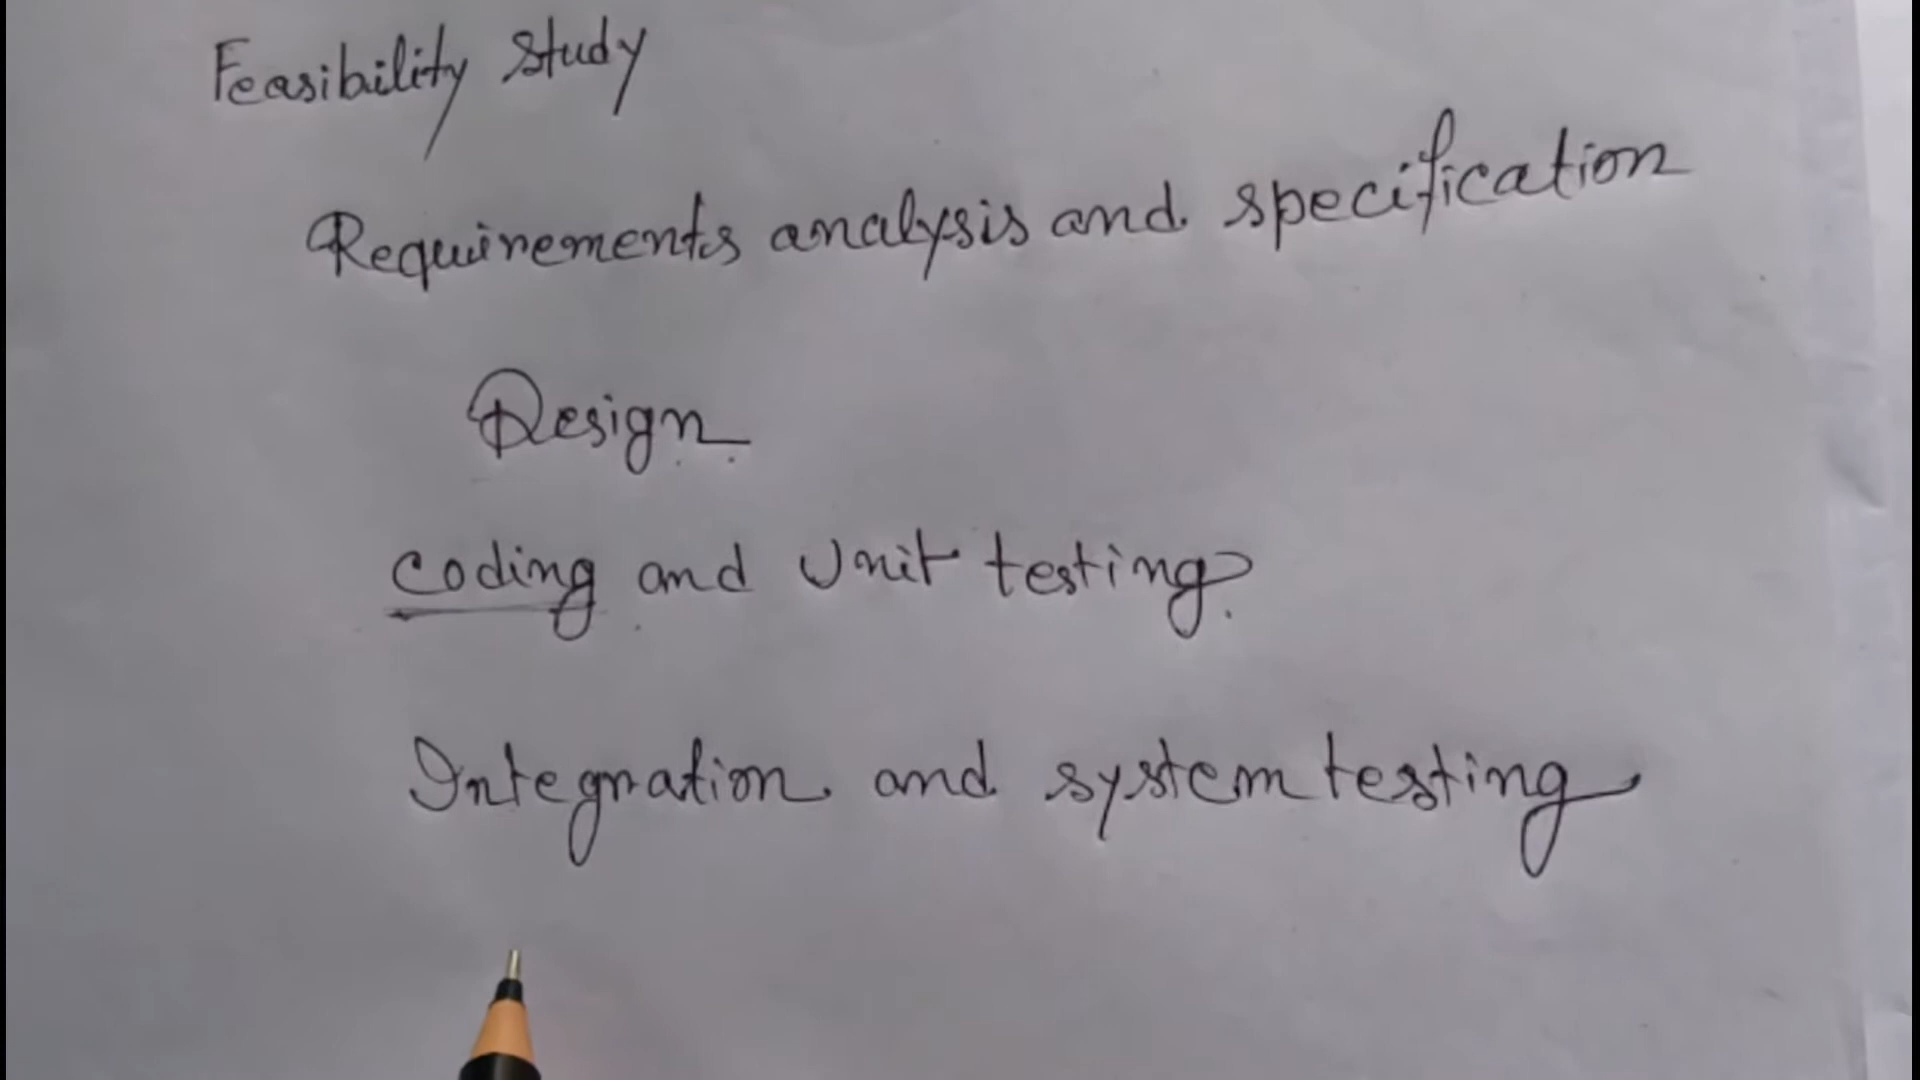 Feasibility study
Requirements analysis and specification
Design
Coding and Unit testing.
Integration and system testing